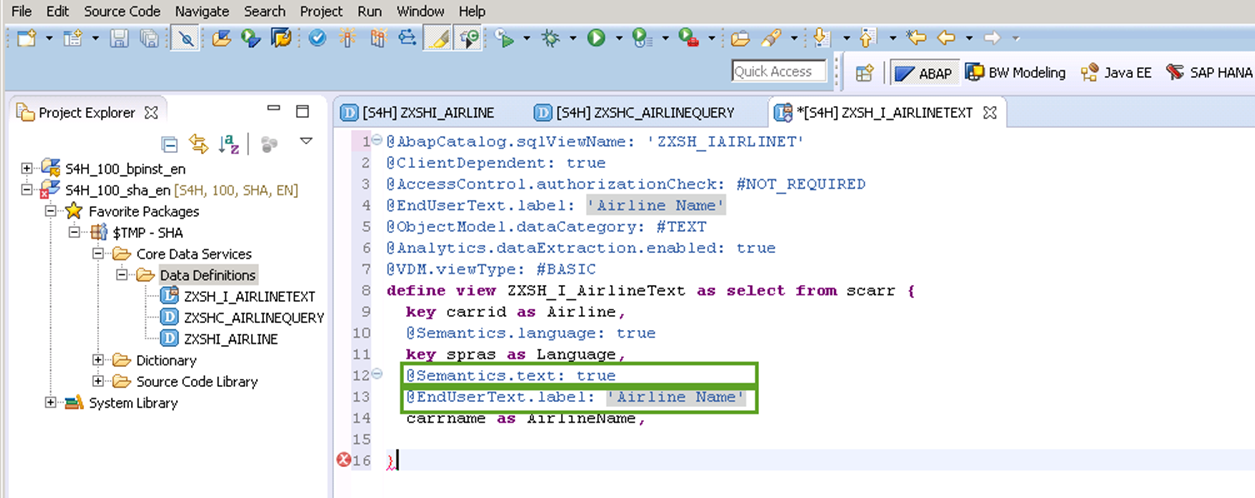 File Edit Source Code Navigate Search Project Run Window Help
Quick Access
ABAP BW Modeling Java EE SAP HANA
Project Explorer
[S4H] ZXSHI_AIRLINE [S4H] ZXSHC_AIRLINEQUERY *[S4H] ZXSH_I_AIRLINETEXT
S4H_100_bpinst_en
S4H_100_sha_en [S4H, 100, SHA, EN]
Favorite Packages
$TMP - SHA
Core Data Services
Data Definitions
ZXSH_I_AIRLINETEXT
ZXSHC_AIRLINEQUERY
ZXSHI_AIRLINE
Dictionary
Source Code Library
System Library
1 @AbapCatalog.sqlViewName: 'ZXSH_IAIRLINET'
2 @ClientDependent: true
3 @AccessControl.authorizationCheck: #NOT_REQUIRED
4 @EndUserText.label: 'Airline Name'
5 @ObjectModel.dataCategory: #TEXT
6 @Analytics.dataExtraction.enabled: true
7 @VDM.viewType: #BASIC
8 define view ZXSH_I_AirlineText as select from scarr {
9 key carrid as Airline,
10 @Semantics.language: true
11 key spras as Language,
12 @Semantics.text: true
13 @EndUserText.label: 'Airline Name'
14 carrname as AirlineName,
15
16 }